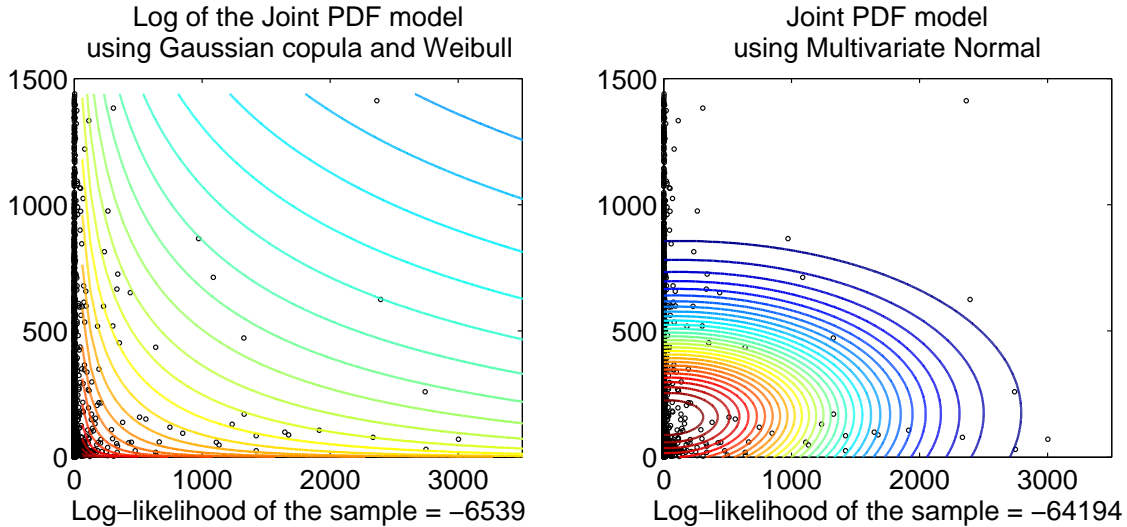 Log of the Joint PDF model
using Gaussian copula and Weibull
1500
1000
500
0
0 1000 2000 3000
Log−likelihood of the sample = −6539
Joint PDF model
using Multivariate Normal
1500
1000
500
0
0 1000 2000 3000
Log−likelihood of the sample = −64194